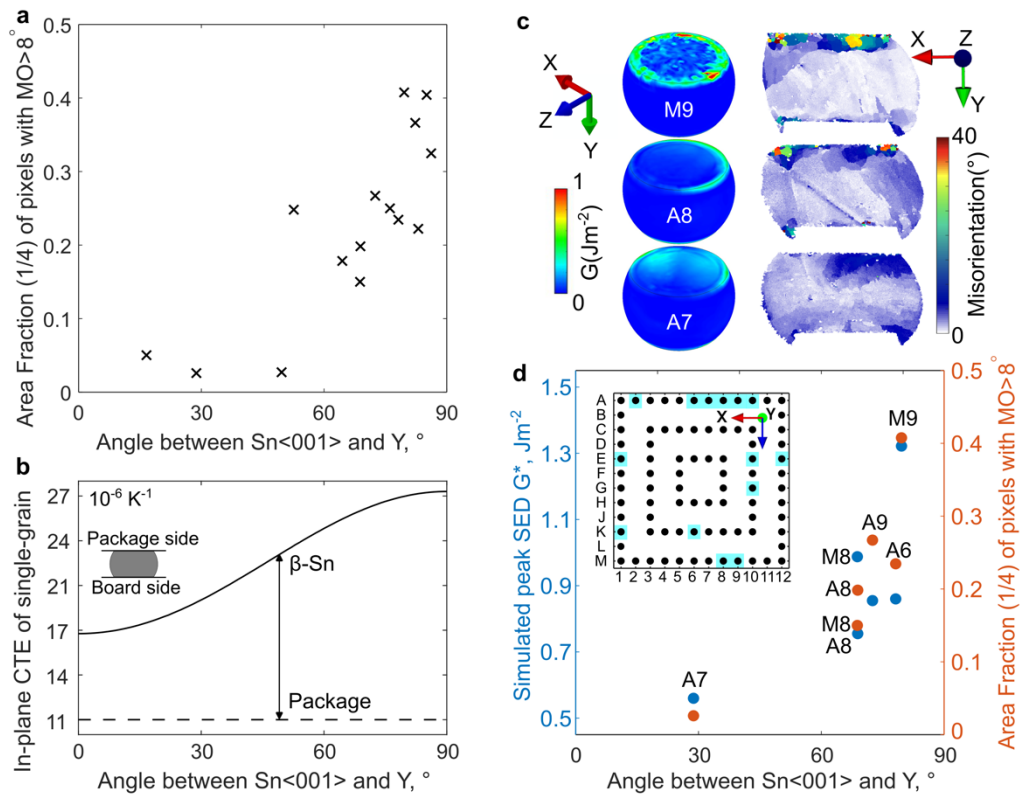 a
0.5
0.4
0.3
0.2
0.1
0
Area Fraction (1/4) of pixels with MO>8°
0 30 60 90
Angle between Sn<001> and Y, °
b
27
24
21
17
14
11
In-plane CTE of single-grain
10⁻⁶ K⁻¹
Package side
Board side
β-Sn
Package
0 30 60 90
Angle between Sn<001> and Y, °
c
X
Z
Y
1
0
G(Jm⁻²)
M9
A8
A7
X
Z
Y
40
0
Misorientation(°)
d
1.5
1.3
1.1
0.9
0.7
0.5
Simulated peak SED G*, Jm⁻²
A
B
C
D
E
F
G
H
J
K
L
M
1 2 3 4 5 6 7 8 9 10 11 12
X
Y
M9
A9
M8
A6
A8
M8
A8
A7
0.5
0.4
0.3
0.2
0.1
0
Area Fraction (1/4) of pixels with MO>8°
0 30 60 90
Angle between Sn<001> and Y, °